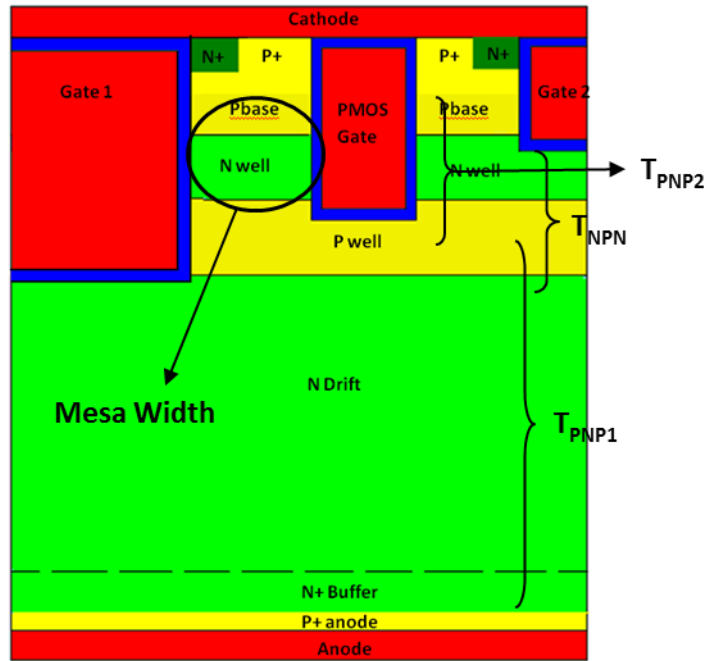 Cathode
N+ P+ P+ N+
Gate 1 Gate 2
Pbase PMOS Pbase
Gate
N well N well
TPNP2
P well
TNPN
N Drift
Mesa Width
TPNP1
N+ Buffer
P+ anode
Anode